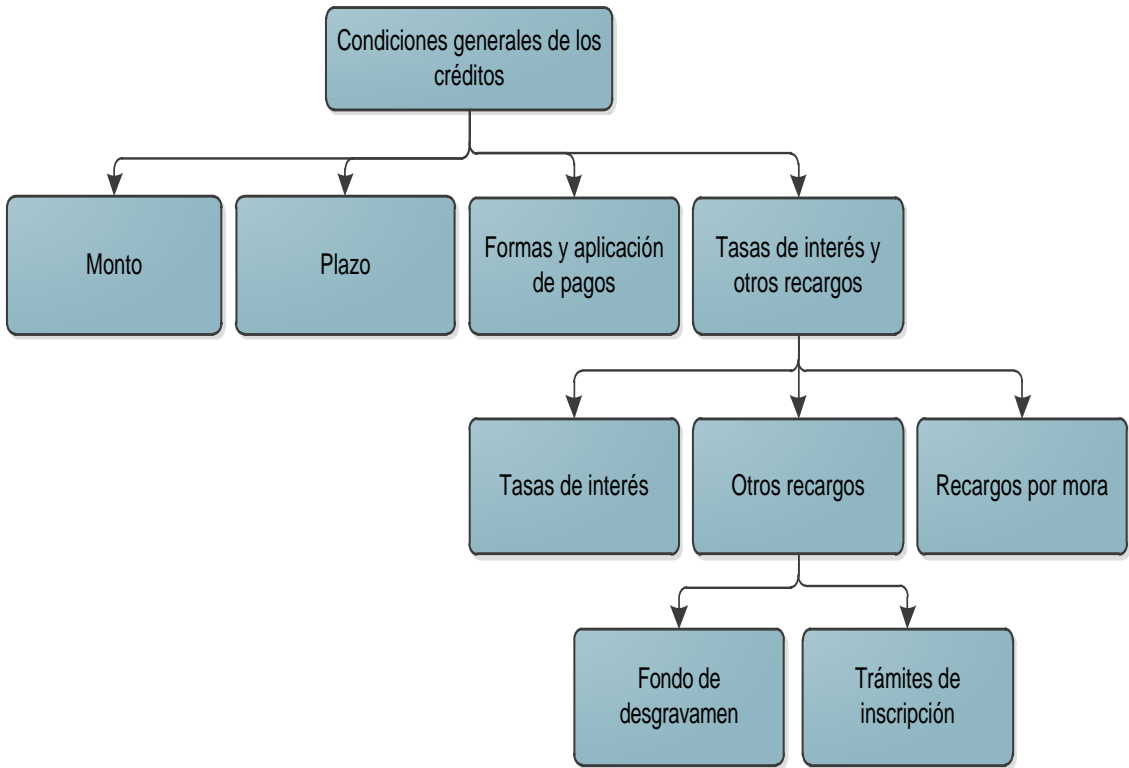 Condiciones generales de los
créditos
Monto
Plazo
Formas y aplicación
de pagos
Tasas de interés y
otros recargos
Tasas de interés
Otros recargos
Recargos por mora
Fondo de
desgravamen
Trámites de
inscripción